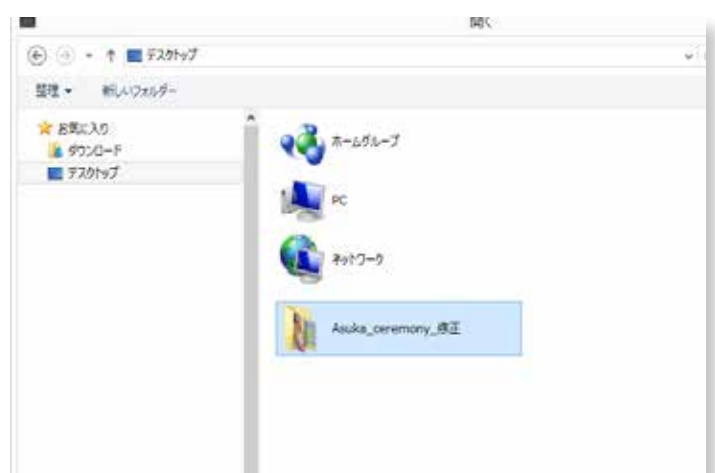 開く
デスクトップ
整理 新しいフォルダー
お気に入り
ダウンロード
デスクトップ
ホームグループ
PC
ネットワーク
Asuka_ceremony_修正